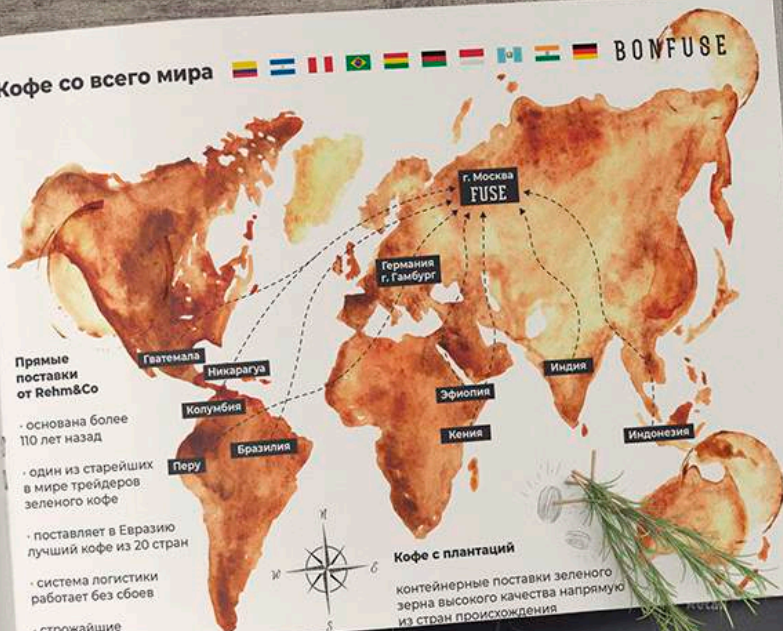 Кофе со всего мира
BONFUSE
г. Москва
FUSE
Германия
г. Гамбург
Гватемала
Никарагуа
Колумбия
Бразилия
Перу
Эфиопия
Кения
Индия
Индонезия
Прямые
поставки
от Rehm&Co
· основана более
110 лет назад
· один из старейших
в мире трейдеров
зеленого кофе
· поставляет в Евразию
лучший кофе из 20 стран
· система логистики
работает без сбоев
· строжайшие
N
W
E
S
Кофе с плантаций
контейнерные поставки зеленого
зерна высокого качества напрямую
из стран происхождения